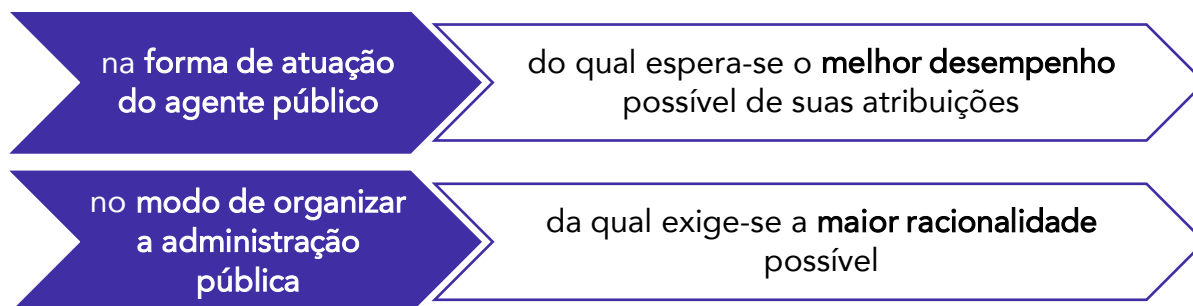 na forma de atuação
do agente público
do qual espera-se o melhor desempenho
possível de suas atribuições
no modo de organizar
a administração
pública
da qual exige-se a maior racionalidade
possível